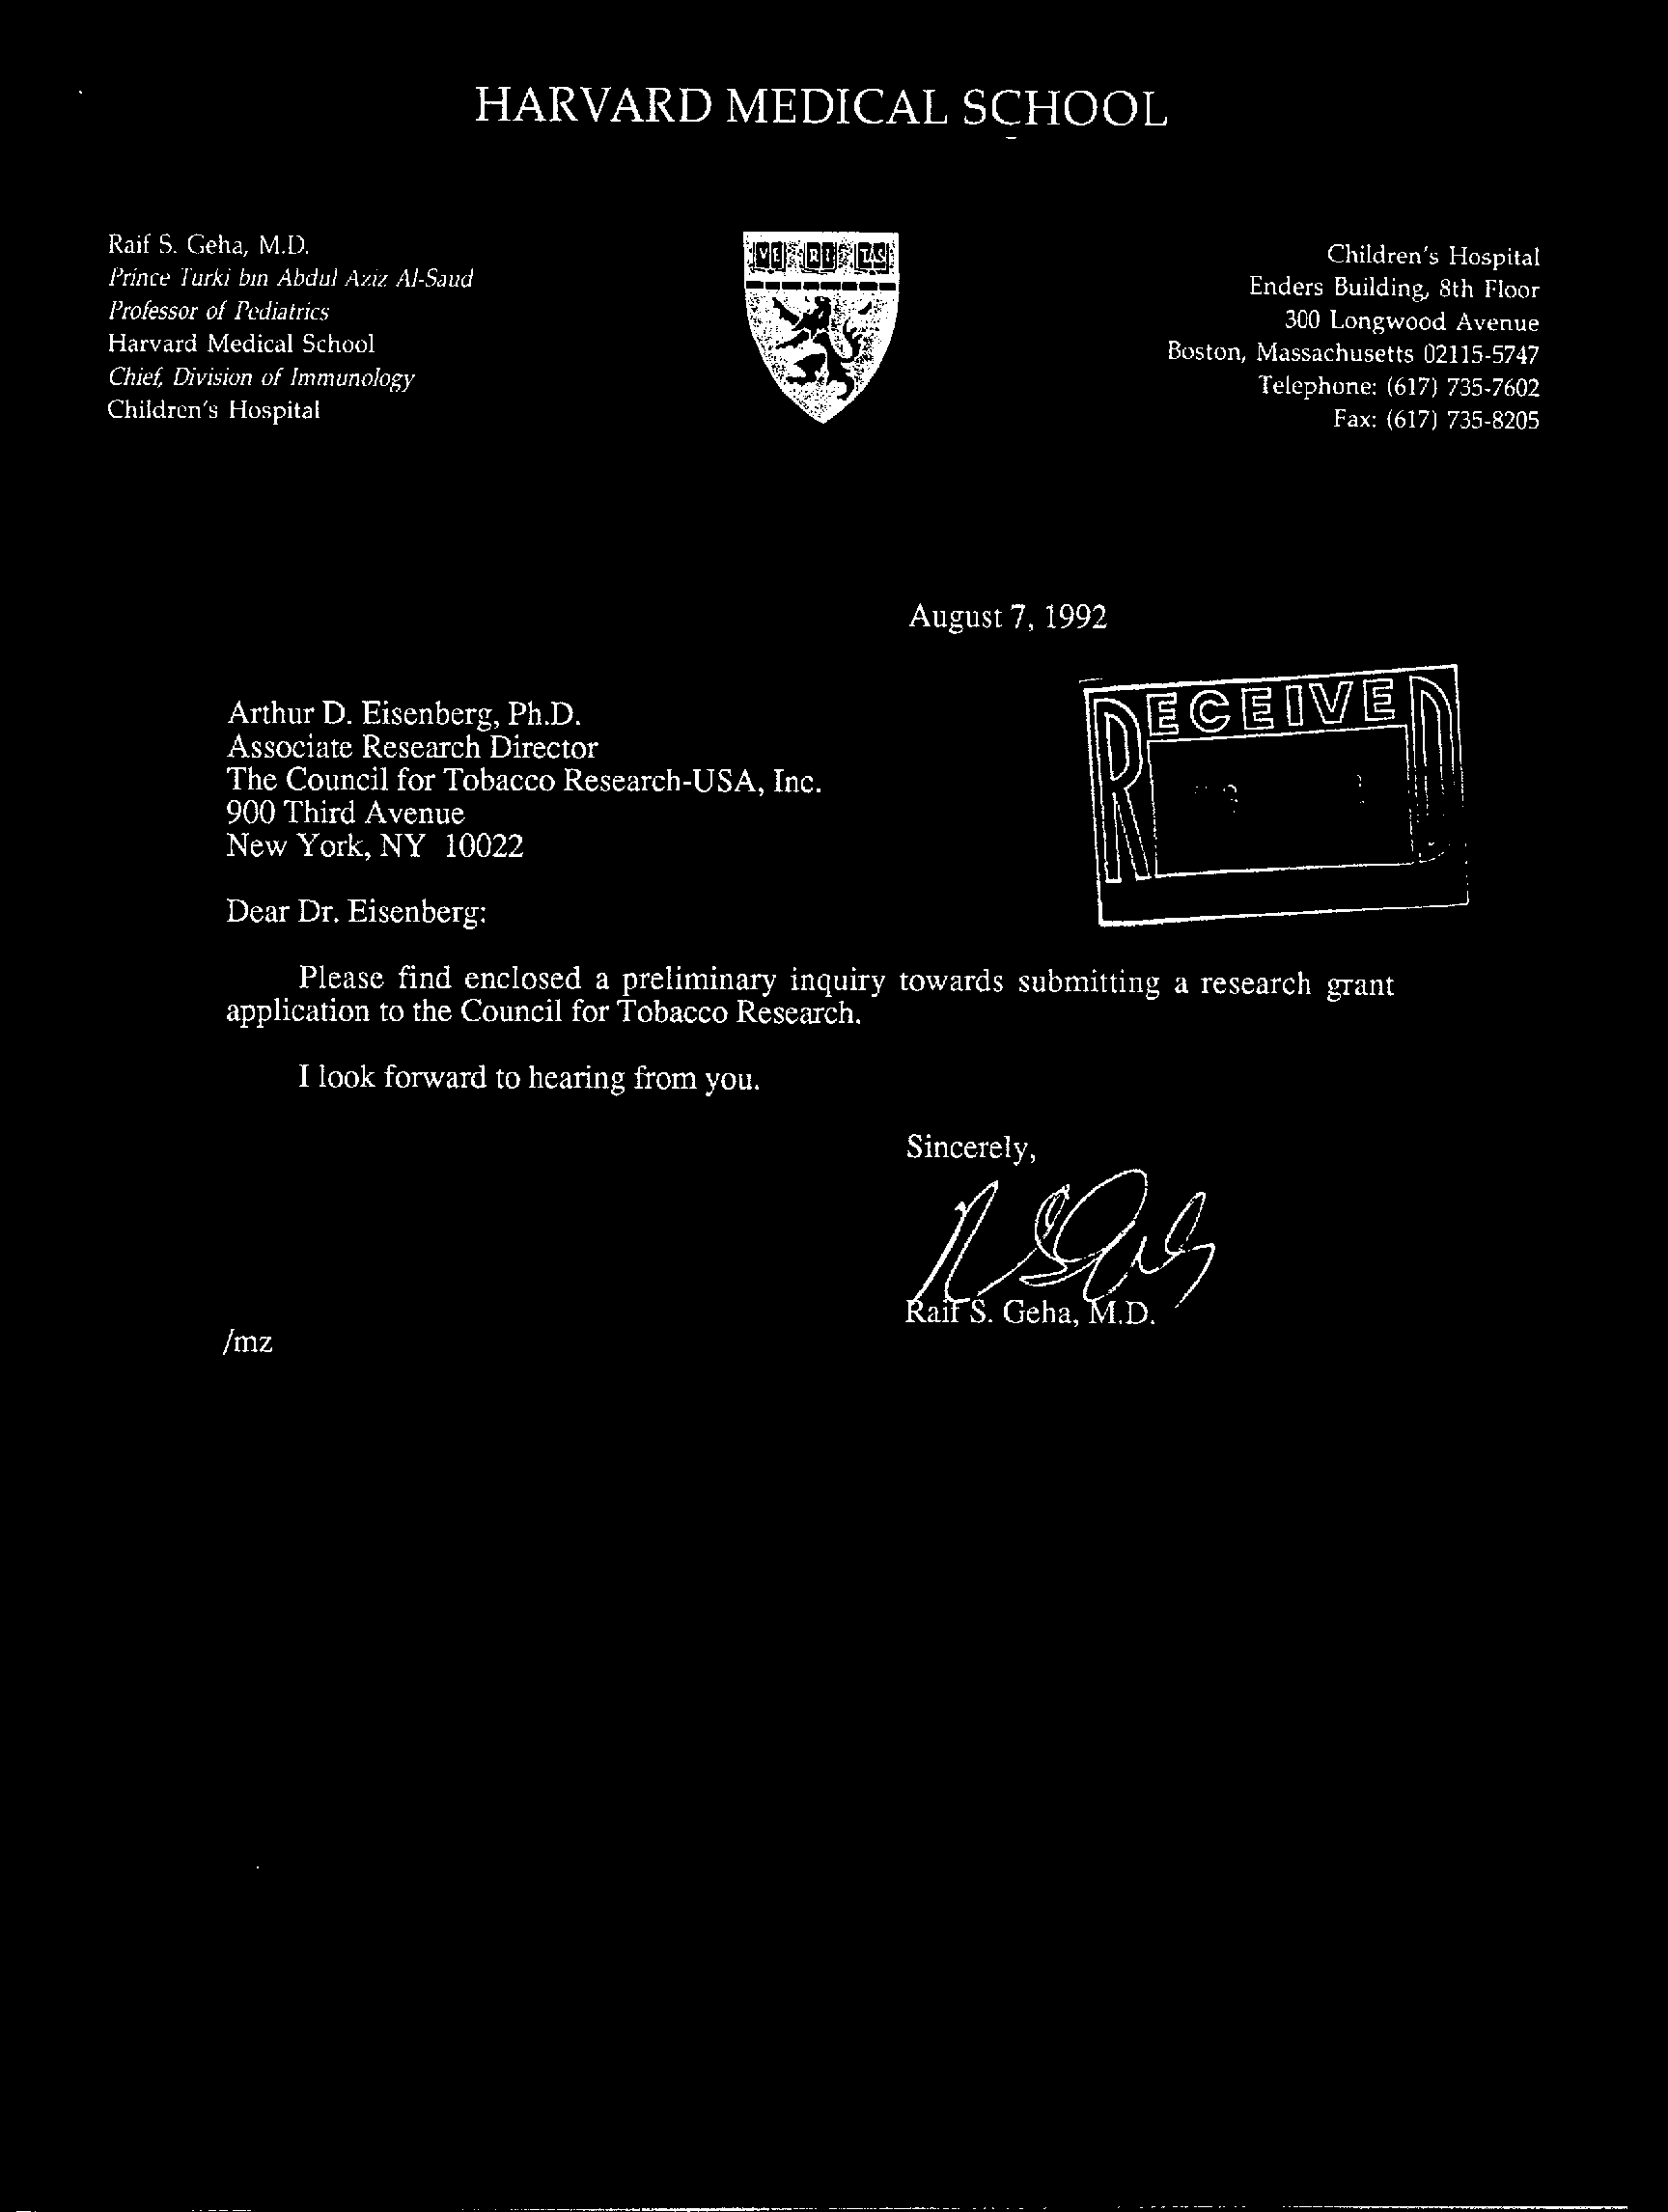 HARVARD MEDICAL SCHOOL
Raif S. Geha, M.D.
Prince Turki bin Abdul Aziz Al-Saud
Professor of Pediatrics
Harvard Medical School
Chief, Division of Immunology
Children's Hospital
VE RI TAS
Children's Hospital
Enders Building, 8th Floor
300 Longwood Avenue
Boston, Massachusetts 02115-5747
Telephone: (617) 735-7602
Fax: (617) 735-8205
August 7, 1992
RECEIVED
Arthur D. Eisenberg, Ph.D.
Associate Research Director
The Council for Tobacco Research-USA, Inc.
900 Third Avenue
New York, NY 10022
Dear Dr. Eisenberg:
Please find enclosed a preliminary inquiry towards submitting a research grant
application to the Council for Tobacco Research.
I look forward to hearing from you.
Sincerely,
Raif S. Geha, M.D.
/mz